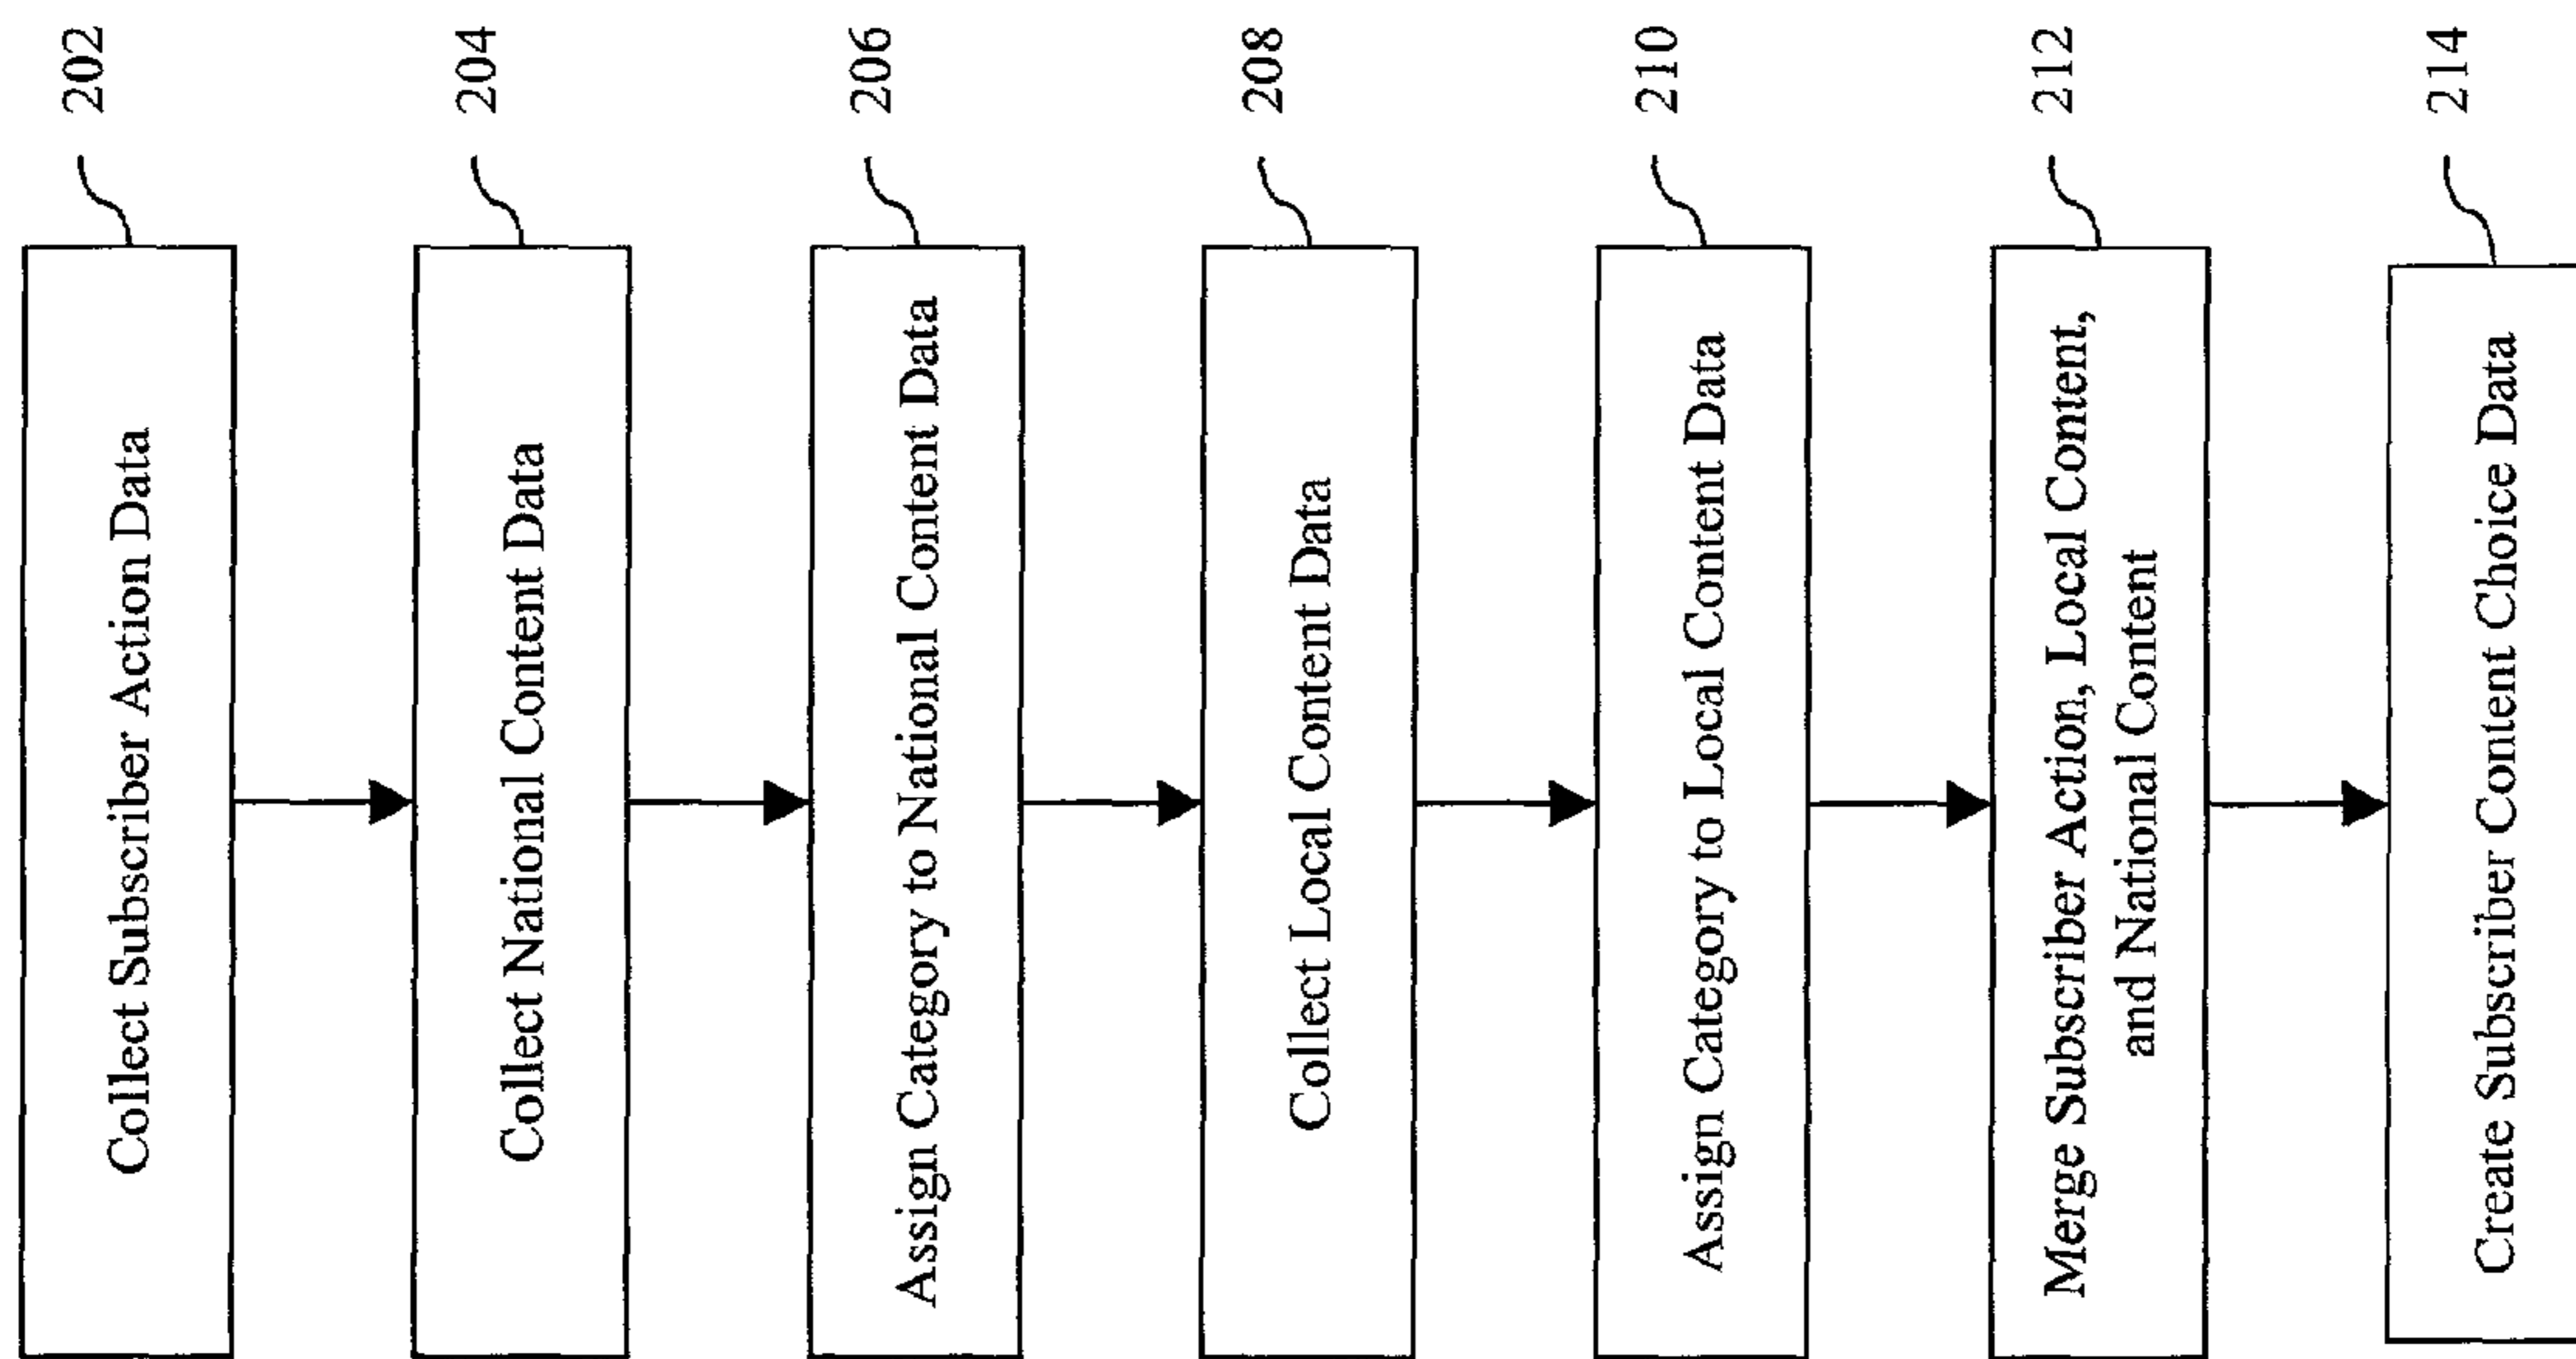 Collect Subscriber Action Data
202
Collect National Content Data
204
Assign Category to National Content Data
206
Collect Local Content Data
208
Assign Category to Local Content Data
210
Merge Subscriber Action, Local Content,
and National Content
212
Create Subscriber Content Choice Data
214